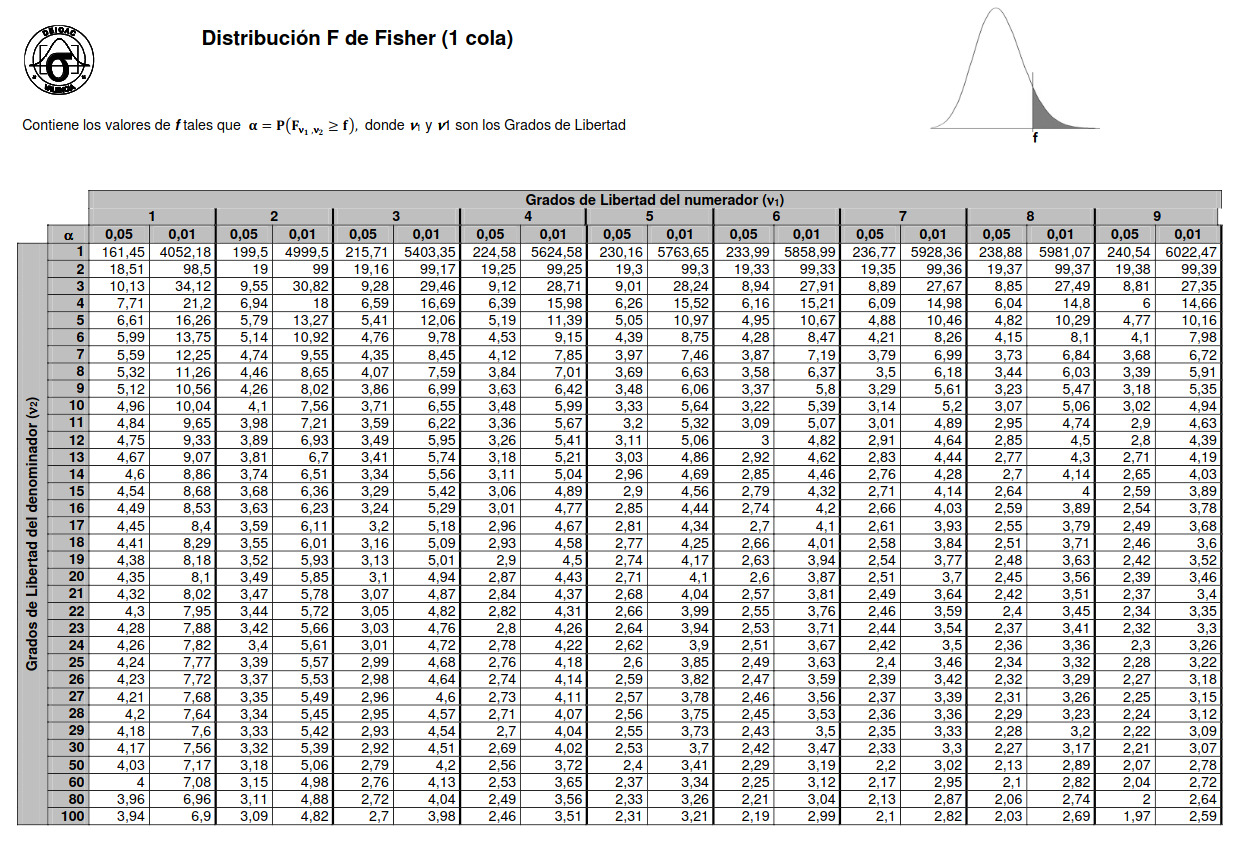 DEIOAC
σ
VALENCIA
Distribución F de Fisher (1 cola)
Contiene los valores de f tales que α = P(Fν₁,ν₂ ≥ f), donde ν₁ y ν1 son los Grados de Libertad
f
Grados de Libertad del numerador (ν₁)
1 2 3 4 5 6 7 8 9
α 0,05 0,01 0,05 0,01 0,05 0,01 0,05 0,01 0,05 0,01 0,05 0,01 0,05 0,01 0,05 0,01 0,05 0,01
Grados de Libertad del denominador (ν₂)
1 161,45 4052,18 199,5 4999,5 215,71 5403,35 224,58 5624,58 230,16 5763,65 233,99 5858,99 236,77 5928,36 238,88 5981,07 240,54 6022,47
2 18,51 98,5 19 99 19,16 99,17 19,25 99,25 19,3 99,3 19,33 99,33 19,35 99,36 19,37 99,37 19,38 99,39
3 10,13 34,12 9,55 30,82 9,28 29,46 9,12 28,71 9,01 28,24 8,94 27,91 8,89 27,67 8,85 27,49 8,81 27,35
4 7,71 21,2 6,94 18 6,59 16,69 6,39 15,98 6,26 15,52 6,16 15,21 6,09 14,98 6,04 14,8 6 14,66
5 6,61 16,26 5,79 13,27 5,41 12,06 5,19 11,39 5,05 10,97 4,95 10,67 4,88 10,46 4,82 10,29 4,77 10,16
6 5,99 13,75 5,14 10,92 4,76 9,78 4,53 9,15 4,39 8,75 4,28 8,47 4,21 8,26 4,15 8,1 4,1 7,98
7 5,59 12,25 4,74 9,55 4,35 8,45 4,12 7,85 3,97 7,46 3,87 7,19 3,79 6,99 3,73 6,84 3,68 6,72
8 5,32 11,26 4,46 8,65 4,07 7,59 3,84 7,01 3,69 6,63 3,58 6,37 3,5 6,18 3,44 6,03 3,39 5,91
9 5,12 10,56 4,26 8,02 3,86 6,99 3,63 6,42 3,48 6,06 3,37 5,8 3,29 5,61 3,23 5,47 3,18 5,35
10 4,96 10,04 4,1 7,56 3,71 6,55 3,48 5,99 3,33 5,64 3,22 5,39 3,14 5,2 3,07 5,06 3,02 4,94
11 4,84 9,65 3,98 7,21 3,59 6,22 3,36 5,67 3,2 5,32 3,09 5,07 3,01 4,89 2,95 4,74 2,9 4,63
12 4,75 9,33 3,89 6,93 3,49 5,95 3,26 5,41 3,11 5,06 3 4,82 2,91 4,64 2,85 4,5 2,8 4,39
13 4,67 9,07 3,81 6,7 3,41 5,74 3,18 5,21 3,03 4,86 2,92 4,62 2,83 4,44 2,77 4,3 2,71 4,19
14 4,6 8,86 3,74 6,51 3,34 5,56 3,11 5,04 2,96 4,69 2,85 4,46 2,76 4,28 2,7 4,14 2,65 4,03
15 4,54 8,68 3,68 6,36 3,29 5,42 3,06 4,89 2,9 4,56 2,79 4,32 2,71 4,14 2,64 4 2,59 3,89
16 4,49 8,53 3,63 6,23 3,24 5,29 3,01 4,77 2,85 4,44 2,74 4,2 2,66 4,03 2,59 3,89 2,54 3,78
17 4,45 8,4 3,59 6,11 3,2 5,18 2,96 4,67 2,81 4,34 2,7 4,1 2,61 3,93 2,55 3,79 2,49 3,68
18 4,41 8,29 3,55 6,01 3,16 5,09 2,93 4,58 2,77 4,25 2,66 4,01 2,58 3,84 2,51 3,71 2,46 3,6
19 4,38 8,18 3,52 5,93 3,13 5,01 2,9 4,5 2,74 4,17 2,63 3,94 2,54 3,77 2,48 3,63 2,42 3,52
20 4,35 8,1 3,49 5,85 3,1 4,94 2,87 4,43 2,71 4,1 2,6 3,87 2,51 3,7 2,45 3,56 2,39 3,46
21 4,32 8,02 3,47 5,78 3,07 4,87 2,84 4,37 2,68 4,04 2,57 3,81 2,49 3,64 2,42 3,51 2,37 3,4
22 4,3 7,95 3,44 5,72 3,05 4,82 2,82 4,31 2,66 3,99 2,55 3,76 2,46 3,59 2,4 3,45 2,34 3,35
23 4,28 7,88 3,42 5,66 3,03 4,76 2,8 4,26 2,64 3,94 2,53 3,71 2,44 3,54 2,37 3,41 2,32 3,3
24 4,26 7,82 3,4 5,61 3,01 4,72 2,78 4,22 2,62 3,9 2,51 3,67 2,42 3,5 2,36 3,36 2,3 3,26
25 4,24 7,77 3,39 5,57 2,99 4,68 2,76 4,18 2,6 3,85 2,49 3,63 2,4 3,46 2,34 3,32 2,28 3,22
26 4,23 7,72 3,37 5,53 2,98 4,64 2,74 4,14 2,59 3,82 2,47 3,59 2,39 3,42 2,32 3,29 2,27 3,18
27 4,21 7,68 3,35 5,49 2,96 4,6 2,73 4,11 2,57 3,78 2,46 3,56 2,37 3,39 2,31 3,26 2,25 3,15
28 4,2 7,64 3,34 5,45 2,95 4,57 2,71 4,07 2,56 3,75 2,45 3,53 2,36 3,36 2,29 3,23 2,24 3,12
29 4,18 7,6 3,33 5,42 2,93 4,54 2,7 4,04 2,55 3,73 2,43 3,5 2,35 3,33 2,28 3,2 2,22 3,09
30 4,17 7,56 3,32 5,39 2,92 4,51 2,69 4,02 2,53 3,7 2,42 3,47 2,33 3,3 2,27 3,17 2,21 3,07
50 4,03 7,17 3,18 5,06 2,79 4,2 2,56 3,72 2,4 3,41 2,29 3,19 2,2 3,02 2,13 2,89 2,07 2,78
60 4 7,08 3,15 4,98 2,76 4,13 2,53 3,65 2,37 3,34 2,25 3,12 2,17 2,95 2,1 2,82 2,04 2,72
80 3,96 6,96 3,11 4,88 2,72 4,04 2,49 3,56 2,33 3,26 2,21 3,04 2,13 2,87 2,06 2,74 2 2,64
100 3,94 6,9 3,09 4,82 2,7 3,98 2,46 3,51 2,31 3,21 2,19 2,99 2,1 2,82 2,03 2,69 1,97 2,59